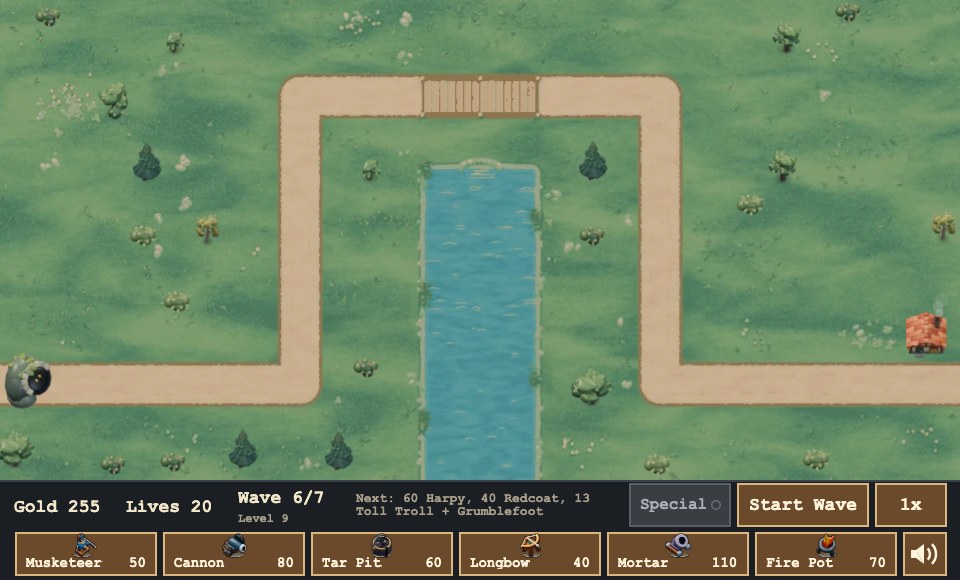 Gold 255
Lives 20
Wave 6/7
Level 9
Next: 60 Harpy, 40 Redcoat, 13
Toll Troll + Grumblefoot
Special
Start Wave
1x
Musketeer 50
Cannon 80
Tar Pit 60
Longbow 40
Mortar 110
Fire Pot 70